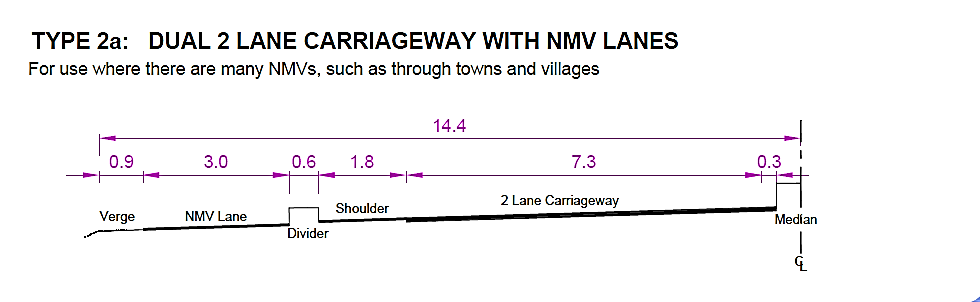 TYPE 2a: DUAL 2 LANE CARRIAGEWAY WITH NMV LANES
For use where there are many NMVs, such as through towns and villages
14.4
0.9 3.0 0.6 1.8 7.3 0.3
Verge NMV Lane Divider Shoulder 2 Lane Carriageway Median
CL